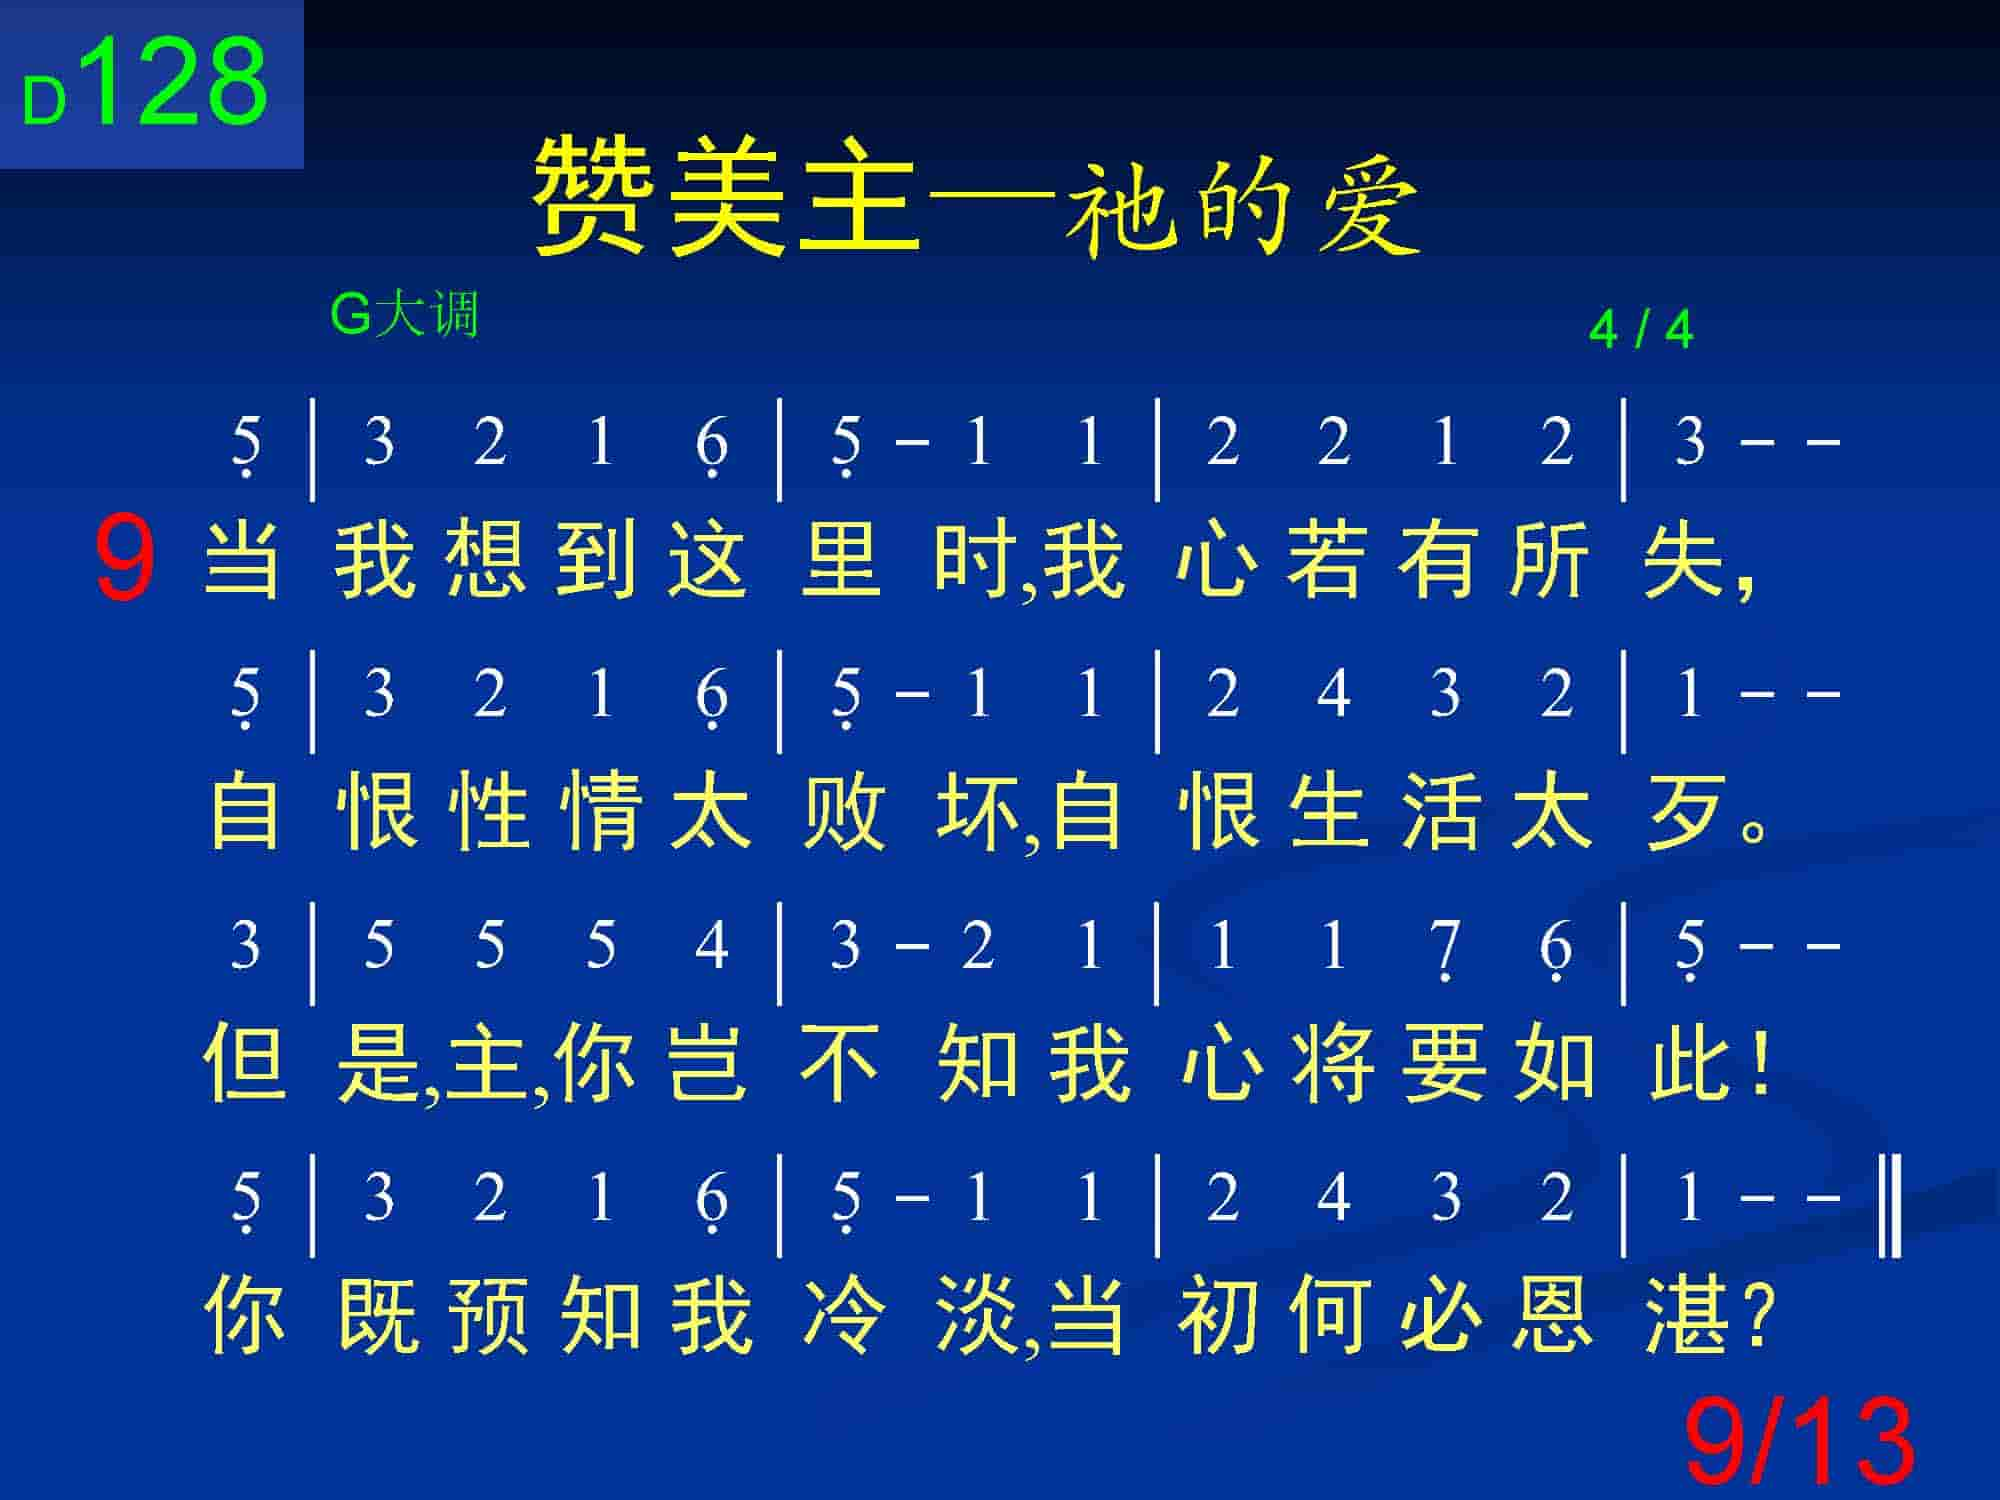 D128
赞美主—祂的爱
G大调 4 / 4
5̣ | 3 2 1 6̣ | 5̣ - 1 1 | 2 2 1 2 | 3 - -
9 当 我 想 到 这 里 时,我 心 若 有 所 失，
5̣ | 3 2 1 6̣ | 5̣ - 1 1 | 2 4 3 2 | 1 - -
自 恨 性 情 太 败 坏,自 恨 生 活 太 歹。
3 | 5 5 5 4 | 3 - 2 1 | 1 1 7̣ 6̣ | 5̣ - -
但 是,主,你 岂 不 知 我 心 将 要 如 此！
5̣ | 3 2 1 6̣ | 5̣ - 1 1 | 2 4 3 2 | 1 - - ‖
你 既 预 知 我 冷 淡,当 初 何 必 恩 湛？
9/13